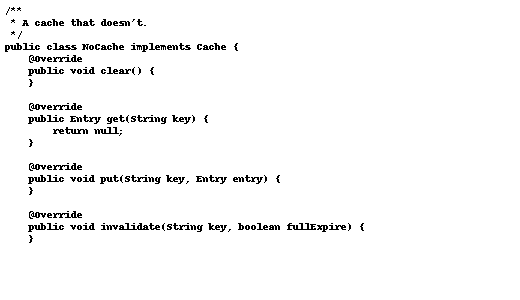 /**
 * A cache that doesn't.
 */
public class NoCache implements Cache {
    @Override
    public void clear() {
    }

    @Override
    public Entry get(String key) {
        return null;
    }

    @Override
    public void put(String key, Entry entry) {
    }

    @Override
    public void invalidate(String key, boolean fullExpire) {
    }